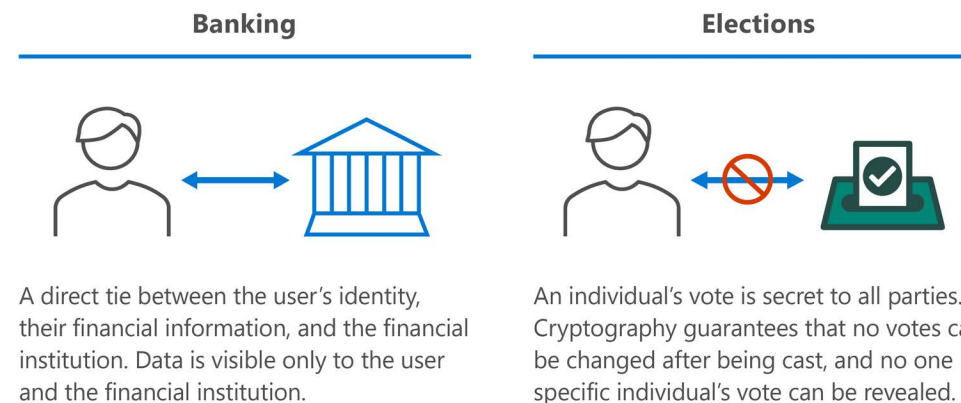 Banking
A direct tie between the user's identity,
their financial information, and the financial
institution. Data is visible only to the user
and the financial institution.
Elections
An individual's vote is secret to all parties.
Cryptography guarantees that no votes
be changed after being cast, and no one
specific individual's vote can be revealed.